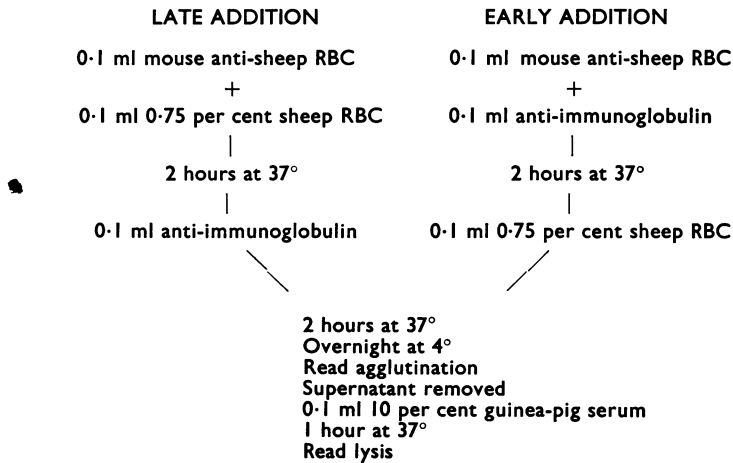 LATE ADDITION
0·1 ml mouse anti-sheep RBC
+
0·1 ml 0·75 per cent sheep RBC
2 hours at 37°
0·1 ml anti-immunoglobulin
EARLY ADDITION
0·1 ml mouse anti-sheep RBC
+
0·1 ml anti-immunoglobulin
2 hours at 37°
0·1 ml 0·75 per cent sheep RBC
2 hours at 37°
Overnight at 4°
Read agglutination
Supernatant removed
0·1 ml 10 per cent guinea-pig serum
1 hour at 37°
Read lysis